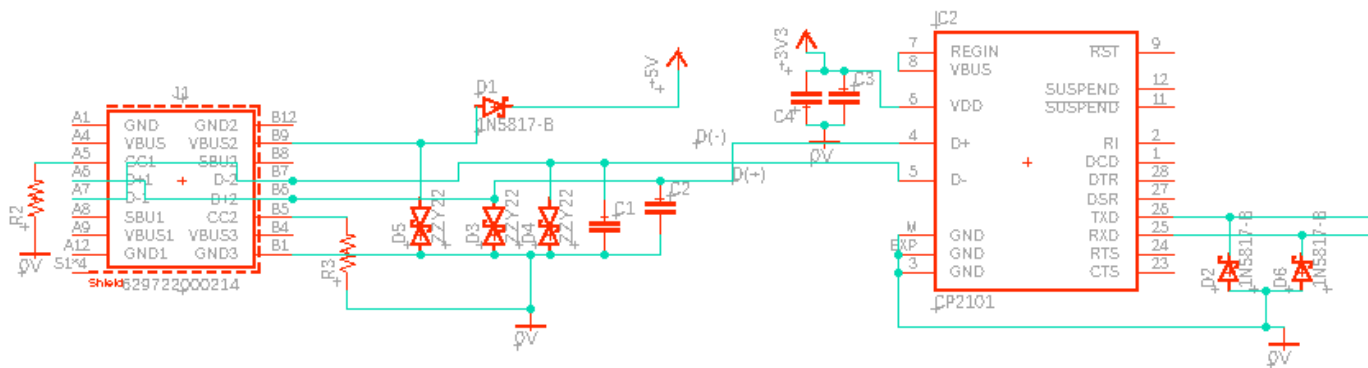 J1
A1 GND GND2 B12
A4 VBUS VBUS2 B9
A5 CC1 SBU2 B8
A6 D+1 D-2 B7
A7 D-1 D+2 B6
A8 SBU1 CC2 B5
A9 VBUS1 VBUS3 B4
A12 GND1 GND3 B1
S1*4
Shield
629722000214
R2
0V
R3
D1
1N5817-B
+5V
D5
ZZY22
D3
ZZY22
D4
ZZY22
C1
C2
0V
D(-)
D(+)
+3V3
C4
C3
0V
IC2
7 REGIN RST 9
8 VBUS
SUSPEND 12
6 VDD SUSPEND 11
4 D+ RI 2
DCD 1
5 D- DTR 28
DSR 27
TXD 26
M GND RXD 25
EXP GND RTS 24
3 GND CTS 23
CP2101
D2
1N5817-B
D6
1N5817-B
0V